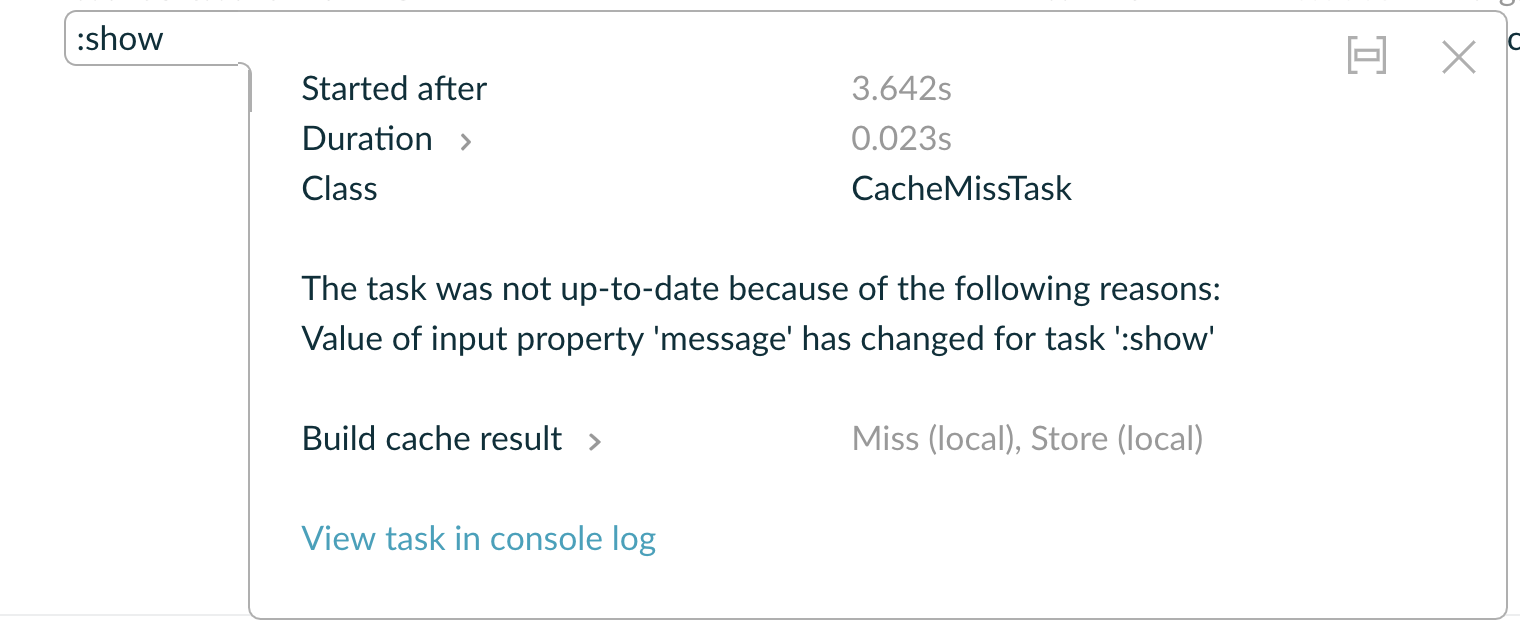 :show
Started after 3.642s
Duration 0.023s
Class CacheMissTask
The task was not up-to-date because of the following reasons:
Value of input property 'message' has changed for task ':show'
Build cache result Miss (local), Store (local)
View task in console log